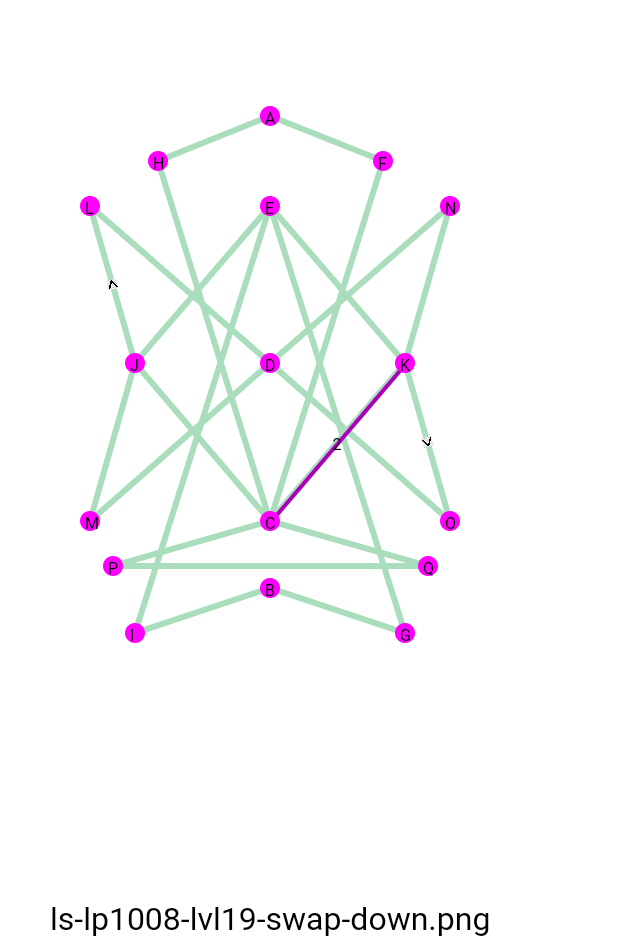 A
H F
L E N
^
J D K
2 v
M C O
P Q
B
I G
ls-lp1008-lvl19-swap-down.png